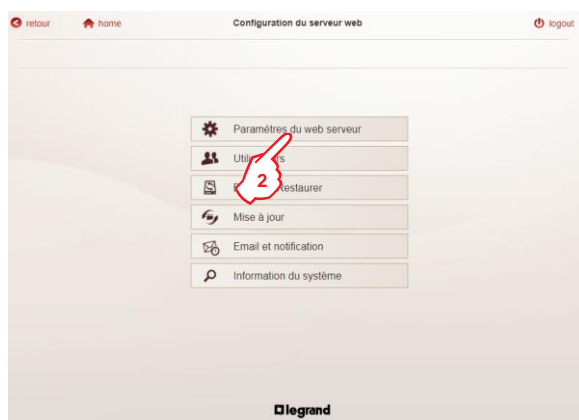 retour home Configuration du serveur web logout
Paramétres du web serveur
2
Restaurer
Mise à jour
Email et notification
Information du système
legrand